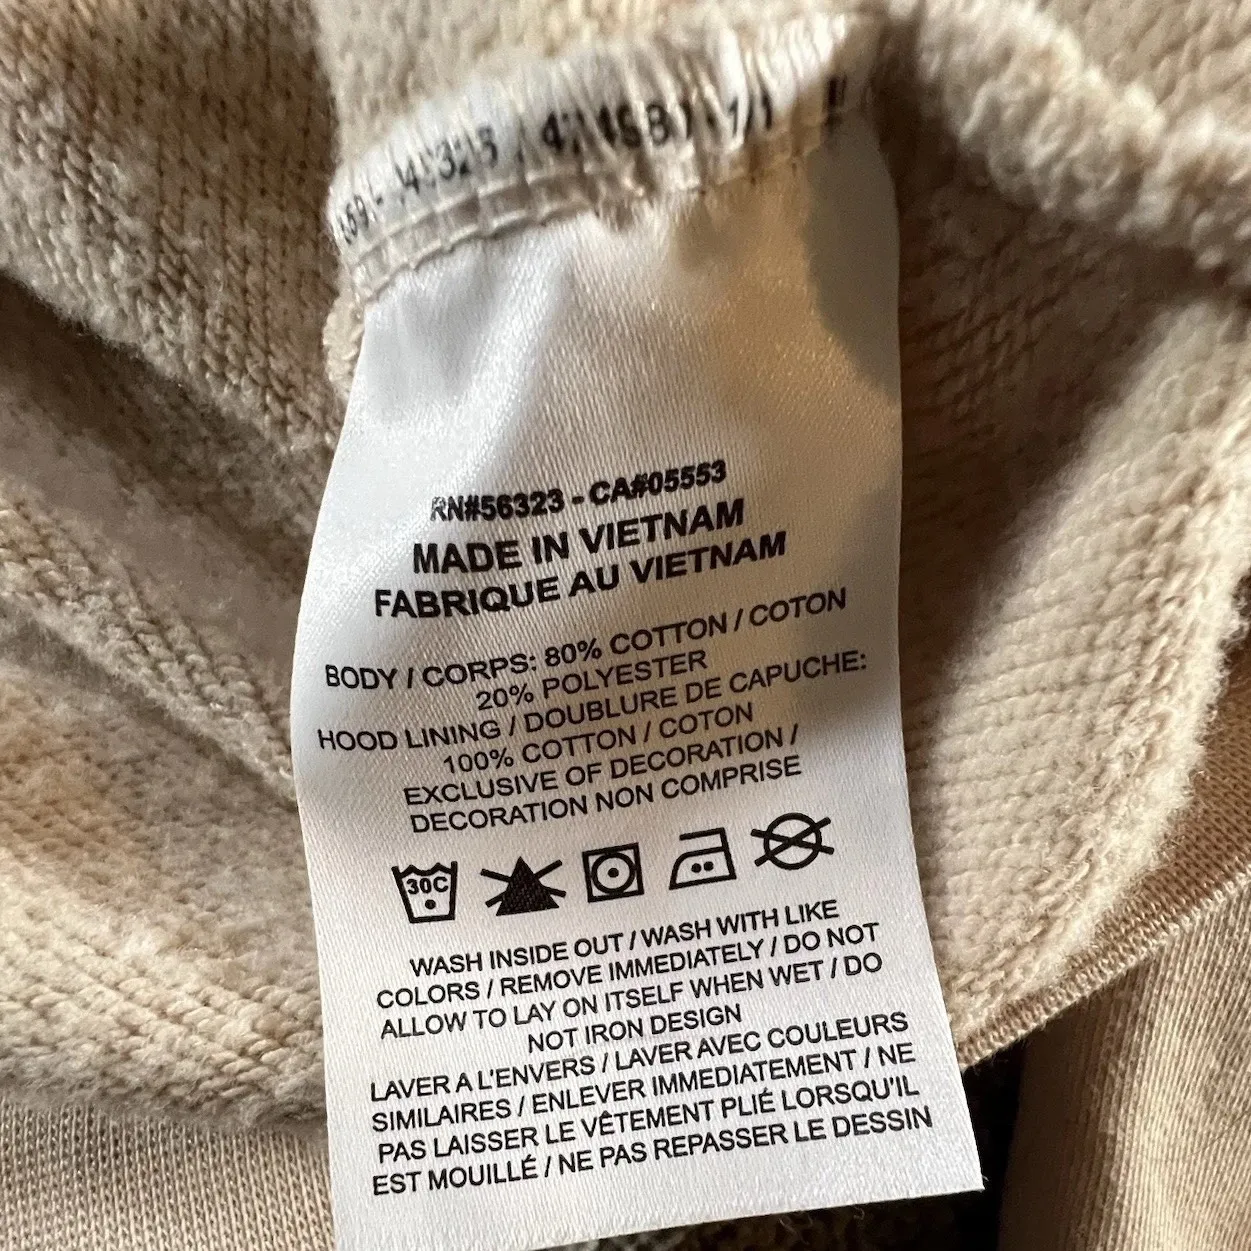 RN#56323 - CA#05553
MADE IN VIETNAM
FABRIQUE AU VIETNAM
BODY / CORPS: 80% COTTON / COTON
20% POLYESTER
HOOD LINING / DOUBLURE DE CAPUCHE:
100% COTTON / COTON
EXCLUSIVE OF DECORATION /
DECORATION NON COMPRISE
30C
WASH INSIDE OUT / WASH WITH LIKE
COLORS / REMOVE IMMEDIATELY / DO NOT
ALLOW TO LAY ON ITSELF WHEN WET / DO
NOT IRON DESIGN
LAVER A L'ENVERS / LAVER AVEC COULEURS
SIMILAIRES / ENLEVER IMMEDIATEMENT / NE
PAS LAISSER LE VÊTEMENT PLIÉ LORSQU'IL
EST MOUILLÉ / NE PAS REPASSER LE DESSIN